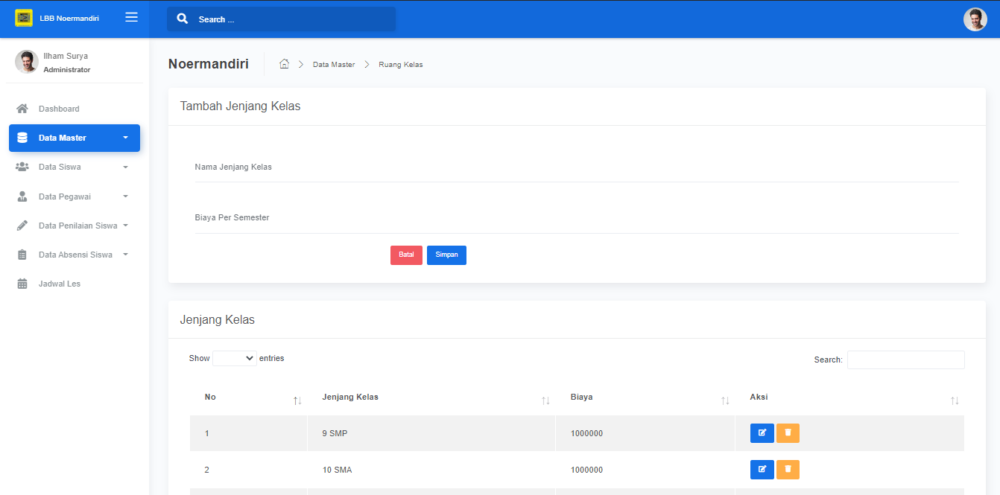 LBB Noermandiri
Search ...
Ilham Surya
Administrator
Dashboard
Data Master
Data Siswa
Data Pegawai
Data Penilaian Siswa
Data Absensi Siswa
Jadwal Les
Noermandiri
Data Master
Ruang Kelas
Tambah Jenjang Kelas
Nama Jenjang Kelas
Biaya Per Semester
Batal Simpan
Jenjang Kelas
Show entries Search:
No Jenjang Kelas Biaya Aksi
1 9 SMP 1000000
2 10 SMA 1000000